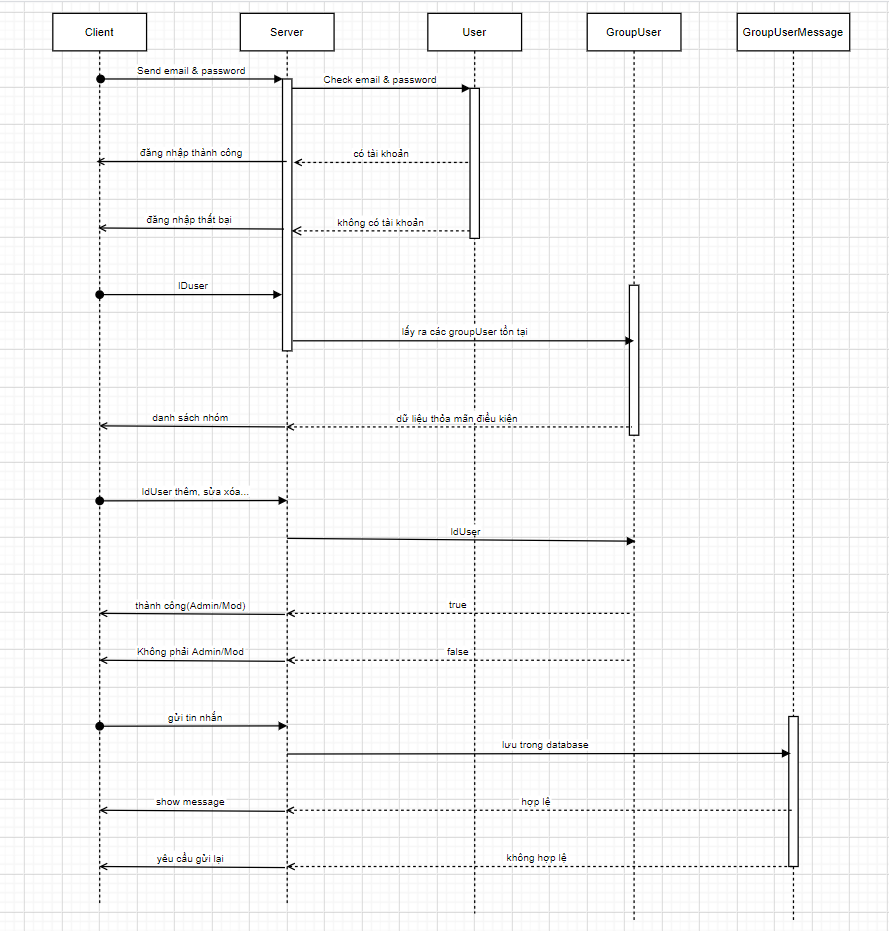 Client
Server
User
GroupUser
GroupUserMessage
Send email & password
Check email & password
đăng nhập thành công
có tài khoản
đăng nhập thất bại
không có tài khoản
IDuser
lấy ra các groupUser tồn tại
danh sách nhóm
dữ liệu thỏa mãn điều kiện
IdUser thêm, sửa xóa...
IdUser
thành công(Admin/Mod)
true
Không phải Admin/Mod
false
gửi tin nhắn
lưu trong database
show message
hợp lệ
yêu cầu gửi lại
không hợp lệ